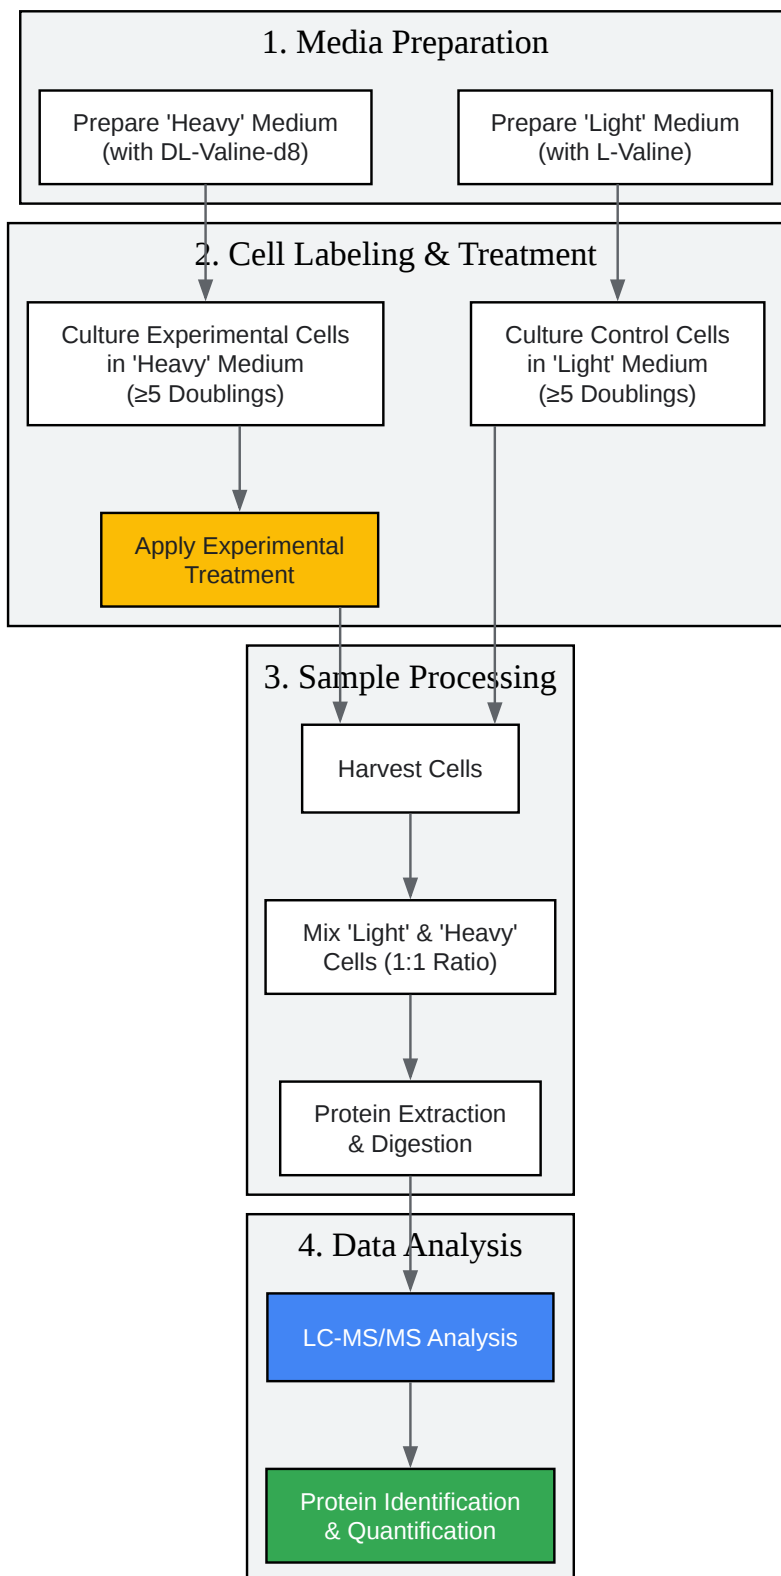 1. Media Preparation
Prepare 'Heavy' Medium
(with DL-Valine-d8)
Prepare 'Light' Medium
(with L-Valine)
2. Cell Labeling & Treatment
Culture Experimental Cells
in 'Heavy' Medium
(≥5 Doublings)
Culture Control Cells
in 'Light' Medium
(≥5 Doublings)
Apply Experimental
Treatment
3. Sample Processing
Harvest Cells
Mix 'Light' & 'Heavy'
Cells (1:1 Ratio)
Protein Extraction
& Digestion
4. Data Analysis
LC-MS/MS Analysis
Protein Identification
& Quantification